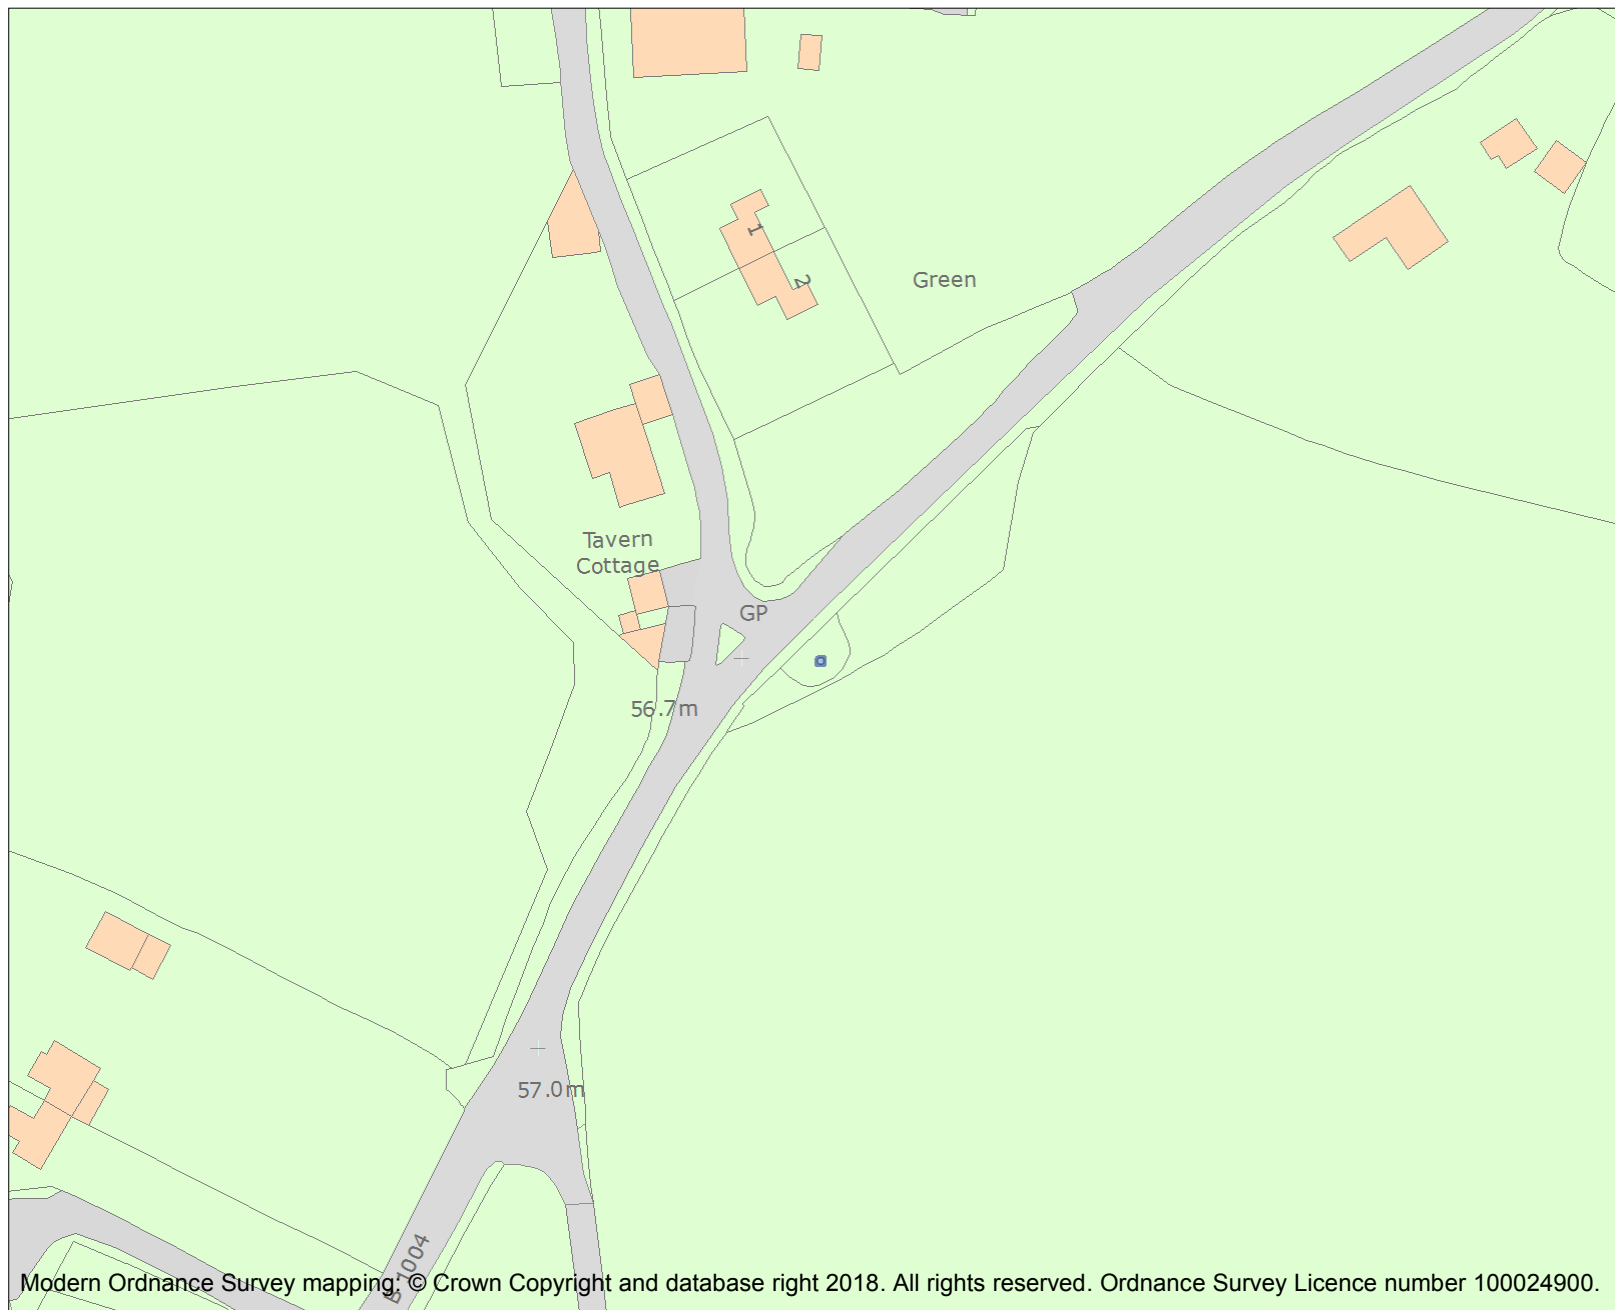 1
2
Green
Tavern
Cottage
GP
56.7m
57.0m
B 1004
Modern Ordnance Survey mapping: © Crown Copyright and database right 2018. All rights reserved. Ordnance Survey Licence number 100024900.